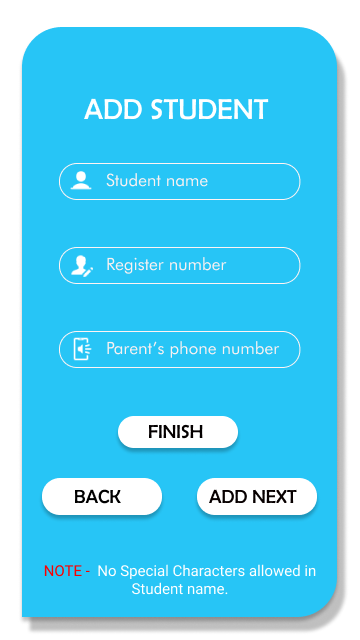 ADD STUDENT
Student name
Register number
Parent's phone number
FINISH
BACK
ADD NEXT
NOTE - No Special Characters allowed in
Student name.